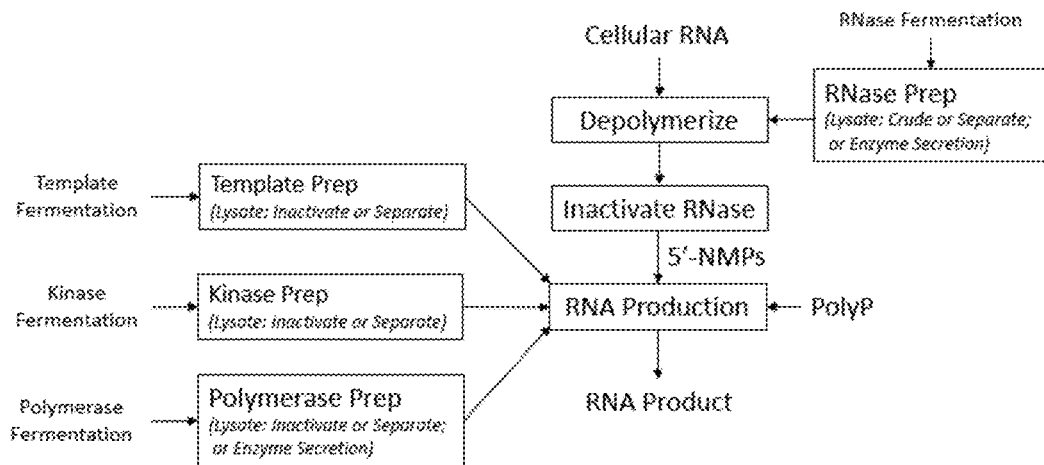 Cellular RNA
RNase Fermentation
Depolymerize
RNase Prep
(Lysate: Crude or Separate;
or Enzyme Secretion)
Template
Fermentation
Template Prep
(Lysate: Inactivate or Separate)
Inactivate RNase
5'-NMPs
Kinase
Fermentation
Kinase Prep
(Lysate: Inactivate or Separate)
RNA Production
PolyP
Polymerase
Fermentation
Polymerase Prep
(Lysate: Inactivate or Separate;
or Enzyme Secretion)
RNA Product